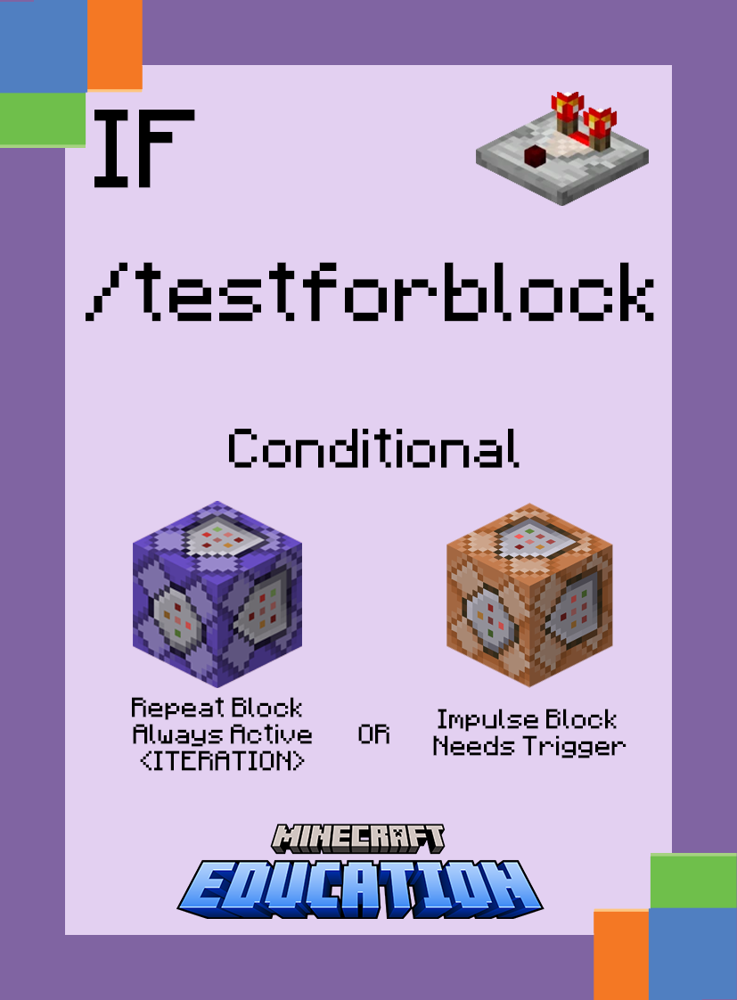 IF
/testforblock
Conditional
Repeat Block
Always Active
<ITERATION>
OR
Impulse Block
Needs Trigger
MINECRAFT
EDUCATION